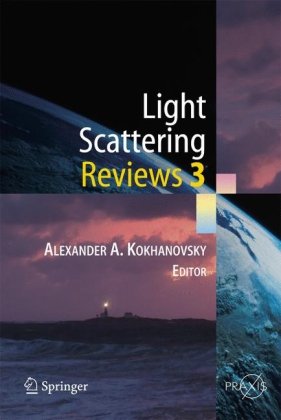 Light
Scattering
Reviews 3
ALEXANDER A. KOKHANOVSKY
EDITOR
Springer
PRAXIS